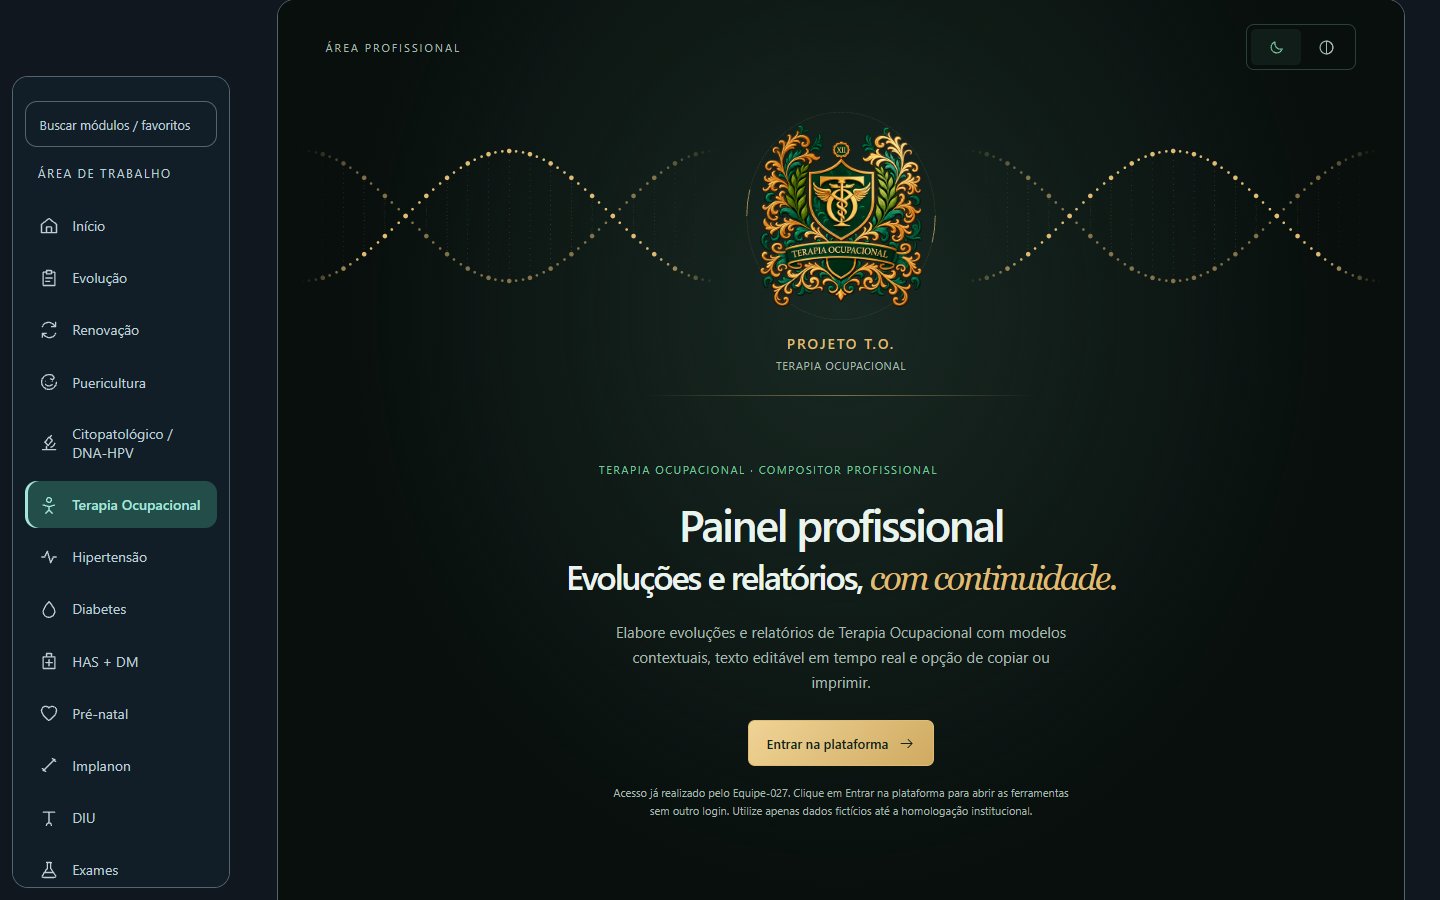 Buscar módulos / favoritos
ÁREA DE TRABALHO
Início
Evolução
Renovação
Puericultura
Citopatológico /
DNA-HPV
Terapia Ocupacional
Hipertensão
Diabetes
HAS + DM
Pré-natal
Implanon
DIU
Exames
ÁREA PROFISSIONAL
XII
TERAPIA OCUPACIONAL
PROJETO T.O.
TERAPIA OCUPACIONAL
TERAPIA OCUPACIONAL · COMPOSITOR PROFISSIONAL
Painel profissional
Evoluções e relatórios, com continuidade.
Elabore evoluções e relatórios de Terapia Ocupacional com modelos
contextuais, texto editável em tempo real e opção de copiar ou
imprimir.
Entrar na plataforma
Acesso já realizado pelo Equipe-027. Clique em Entrar na plataforma para abrir as ferramentas
sem outro login. Utilize apenas dados fictícios até a homologação institucional.